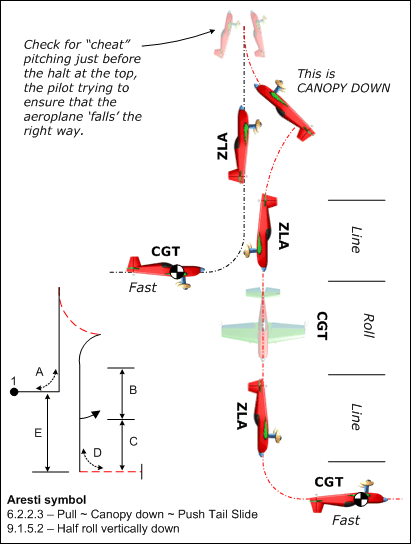 Check for “cheat”
pitching just before
the halt at the top,
the pilot trying to
ensure that the
aeroplane ‘falls’ the
right way.
This is
CANOPY DOWN
ZLA
CGT
Fast
ZLA
Line
CGT
Roll
ZLA
Line
CGT
Fast
1
A
B
E
C
D
Aresti symbol
6.2.2.3 – Pull ~ Canopy down ~ Push Tail Slide
9.1.5.2 – Half roll vertically down